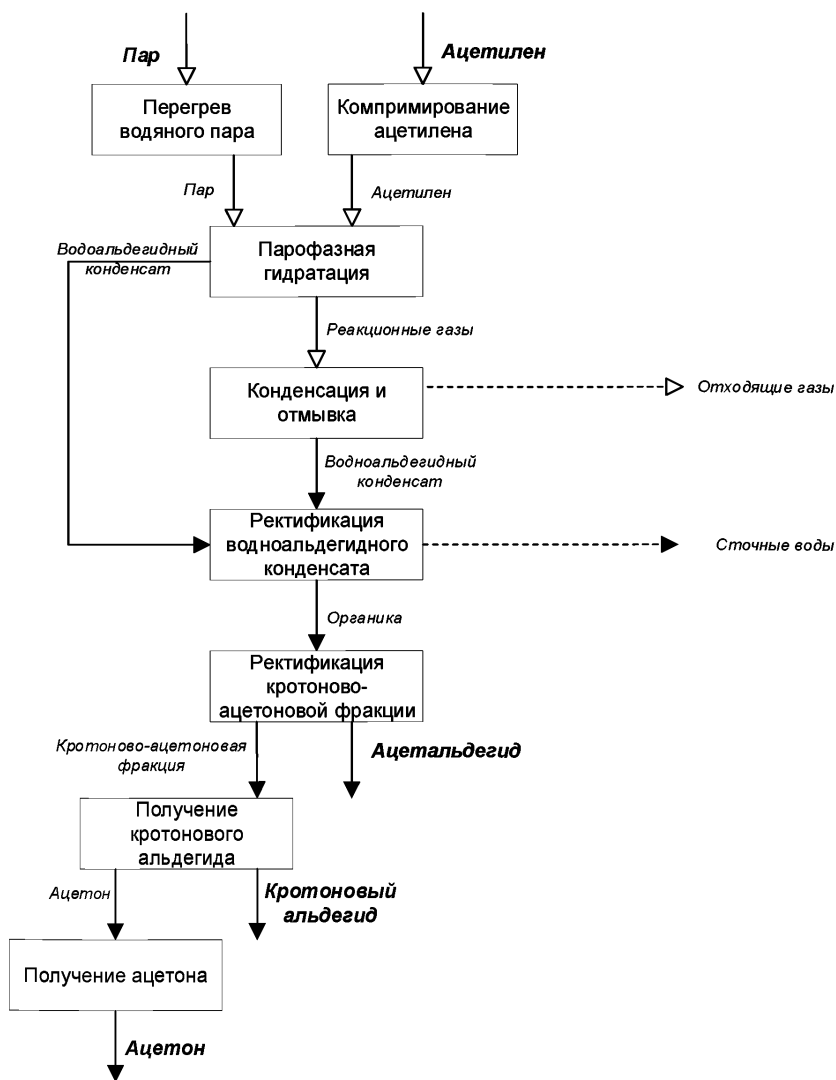 Пар
Ацетилен
Перегрев
водяного пара
Компримирование
ацетилена
Пар
Ацетилен
Водоальдегидный
конденсат
Парофазная
гидратация
Реакционные газы
Конденсация и
отмывка
Отходящие газы
Водноальдегидный
конденсат
Ректификация
водноальдегидного
конденсата
Сточные воды
Органика
Ректификация
кротоново-
ацетоновой фракции
Кротоново-ацетоновая
фракция
Ацетальдегид
Получение
кротонового
альдегида
Ацетон
Кротоновый
альдегид
Получение ацетона
Ацетон